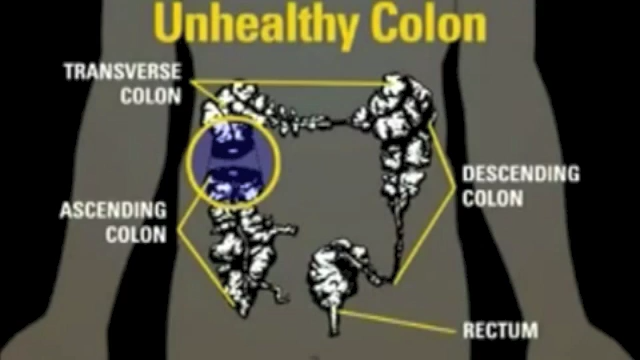 Unhealthy Colon
TRANSVERSE
COLON
ASCENDING
COLON
DESCENDING
COLON
RECTUM